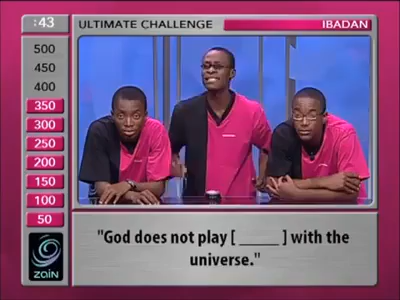 :43
ULTIMATE CHALLENGE
IBADAN
500
450
400
350
300
250
200
150
100
50
ZAIN
"God does not play [ _____ ] with the
universe."